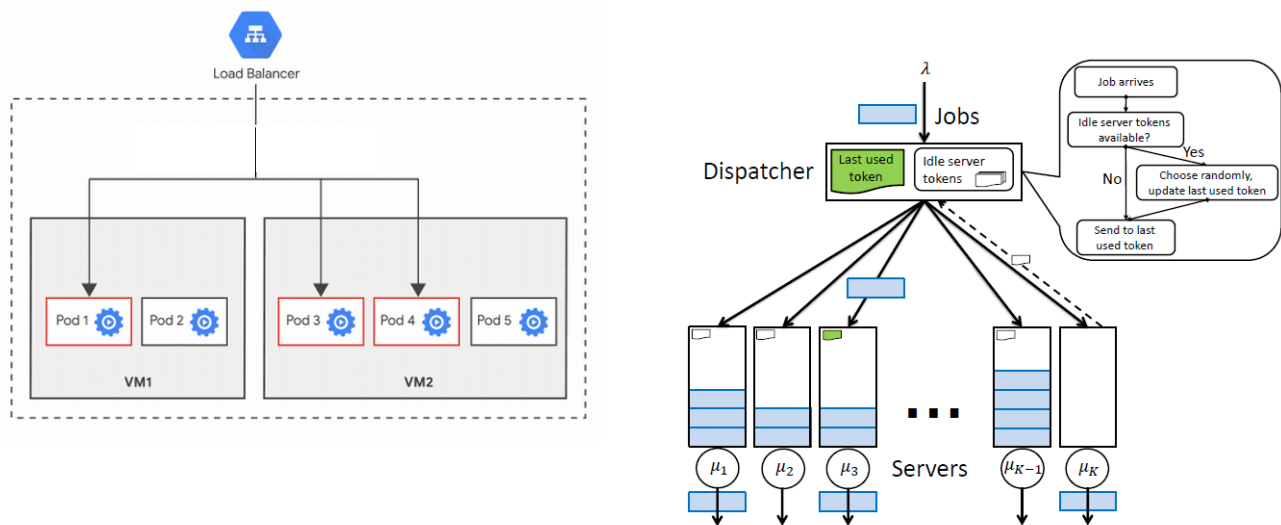 Load Balancer
Pod 1
Pod 2
Pod 3
Pod 4
Pod 5
VM1
VM2
λ
Jobs
Dispatcher
Last used
token
Idle server
tokens
Job arrives
Idle server tokens
available?
Yes
No
Choose randomly,
update last used token
Send to last
used token
...
μ₁
μ₂
μ₃
Servers
μ_{K−1}
μ_K